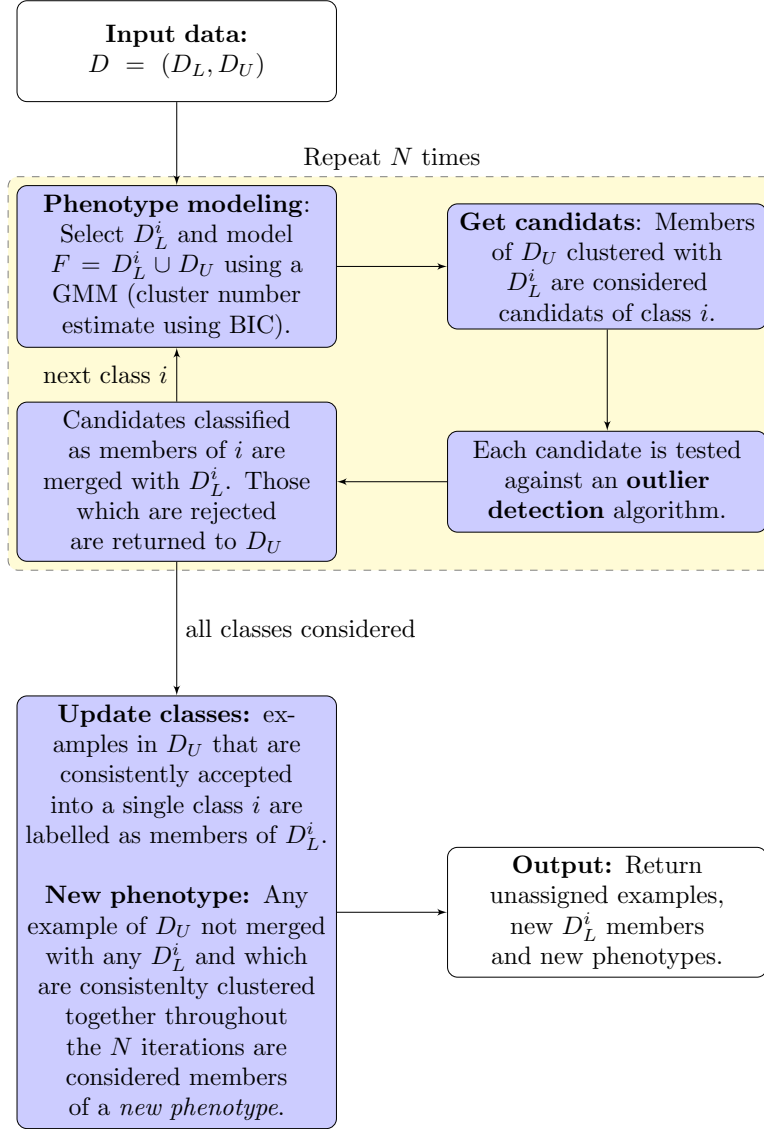 Input data:
D = (D_L, D_U)
Repeat N times
Phenotype modeling:
Select D_L^i and model
F = D_L^i ∪ D_U using a
GMM (cluster number
estimate using BIC).
Get candidats: Members
of D_U clustered with
D_L^i are considered
candidats of class i.
next class i
Candidates classified
as members of i are
merged with D_L^i. Those
which are rejected
are returned to D_U
Each candidate is tested
against an outlier
detection algorithm.
all classes considered
Update classes: ex-
amples in D_U that are
consistently accepted
into a single class i are
labelled as members of D_L^i.
New phenotype: Any
example of D_U not merged
with any D_L^i and which
are consistenlty clustered
together throughout
the N iterations are
considered members
of a new phenotype.
Output: Return
unassigned examples,
new D_L^i members
and new phenotypes.